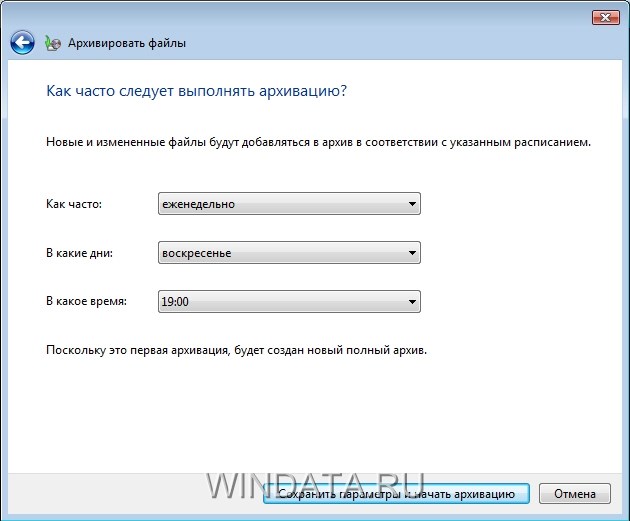 Архивировать файлы
Как часто следует выполнять архивацию?
Новые и измененные файлы будут добавляться в архив в соответствии с указанным расписанием.
Как часто: еженедельно
В какие дни: воскресенье
В какое время: 19:00
Поскольку это первая архивация, будет создан новый полный архив.
WINDATA.RU
Сохранить параметры и начать архивацию Отмена